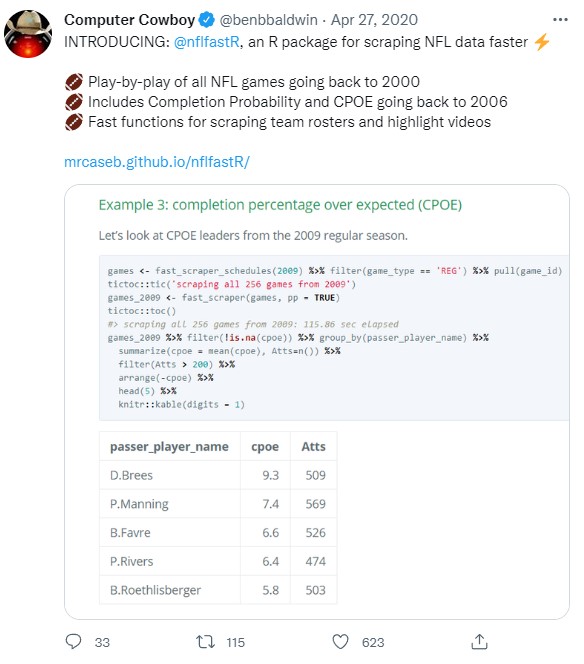 Computer Cowboy @benbbaldwin · Apr 27, 2020 ...
INTRODUCING: @nflfastR, an R package for scraping NFL data faster ⚡
🏈 Play-by-play of all NFL games going back to 2000
🏈 Includes Completion Probability and CPOE going back to 2006
🏈 Fast functions for scraping team rosters and highlight videos
mrcaseb.github.io/nflfastR/
Example 3: completion percentage over expected (CPOE)
Let's look at CPOE leaders from the 2009 regular season.
games <- fast_scraper_schedules(2009) %>% filter(game_type == 'REG') %>% pull(game_id)
tictoc::tic('scraping all 256 games from 2009')
games_2009 <- fast_scraper(games, pp = TRUE)
tictoc::toc()
#> scraping all 256 games from 2009: 115.86 sec elapsed
games_2009 %>% filter(!is.na(cpoe)) %>% group_by(passer_player_name) %>%
summarize(cpoe = mean(cpoe), Atts=n()) %>%
filter(Atts > 200) %>%
arrange(-cpoe) %>%
head(5) %>%
knitr::kable(digits = 1)
passer_player_name cpoe Atts
D.Brees 9.3 509
P.Manning 7.4 569
B.Favre 6.6 526
P.Rivers 6.4 474
B.Roethlisberger 5.8 503
33 115 623